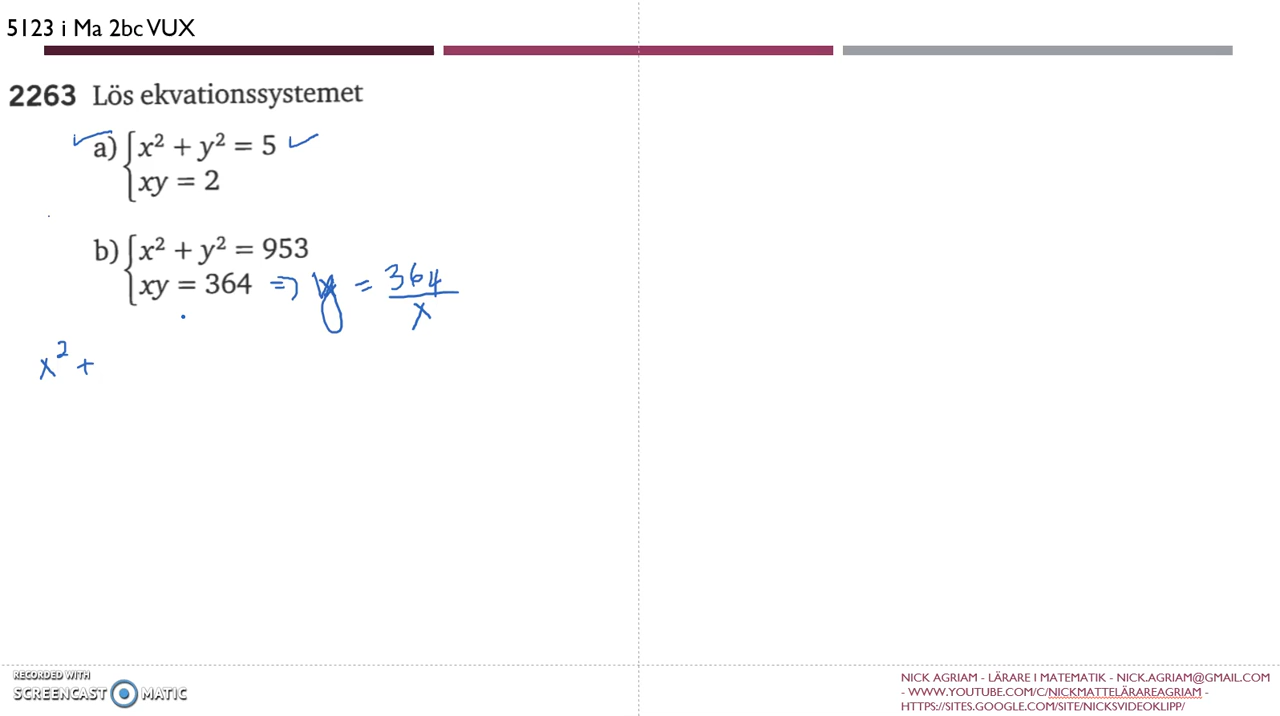 5123 i Ma 2bc VUX
2263 Lös ekvationssystemet
a) { x² + y² = 5
xy = 2
b) { x² + y² = 953
xy = 364 => y = 364/x
x² +
RECORDED WITH
SCREENCAST MATIC
NICK AGRIAM - LÄRARE I MATEMATIK - NICK.AGRIAM@GMAIL.COM
- WWW.YOUTUBE.COM/C/NICKMATTELÄRAREAGRIAM -
HTTPS://SITES.GOOGLE.COM/SITE/NICKSVIDEOKLIPP/